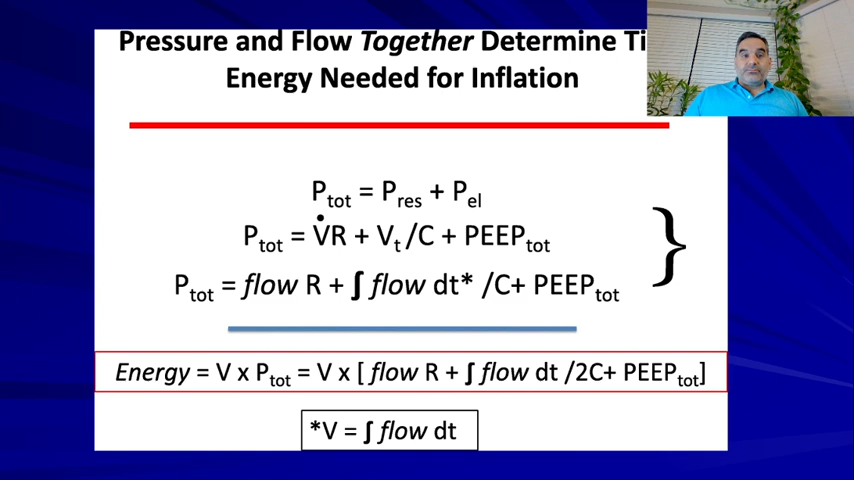 Pressure and Flow Together Determine
Energy Needed for Inflation
Ptot = Pres + Pel
Ptot = V̇R + Vt /C + PEEPtot
Ptot = flow R + ∫ flow dt* /C+ PEEPtot
Energy = V x Ptot = V x [ flow R + ∫ flow dt /2C+ PEEPtot]
*V = ∫ flow dt